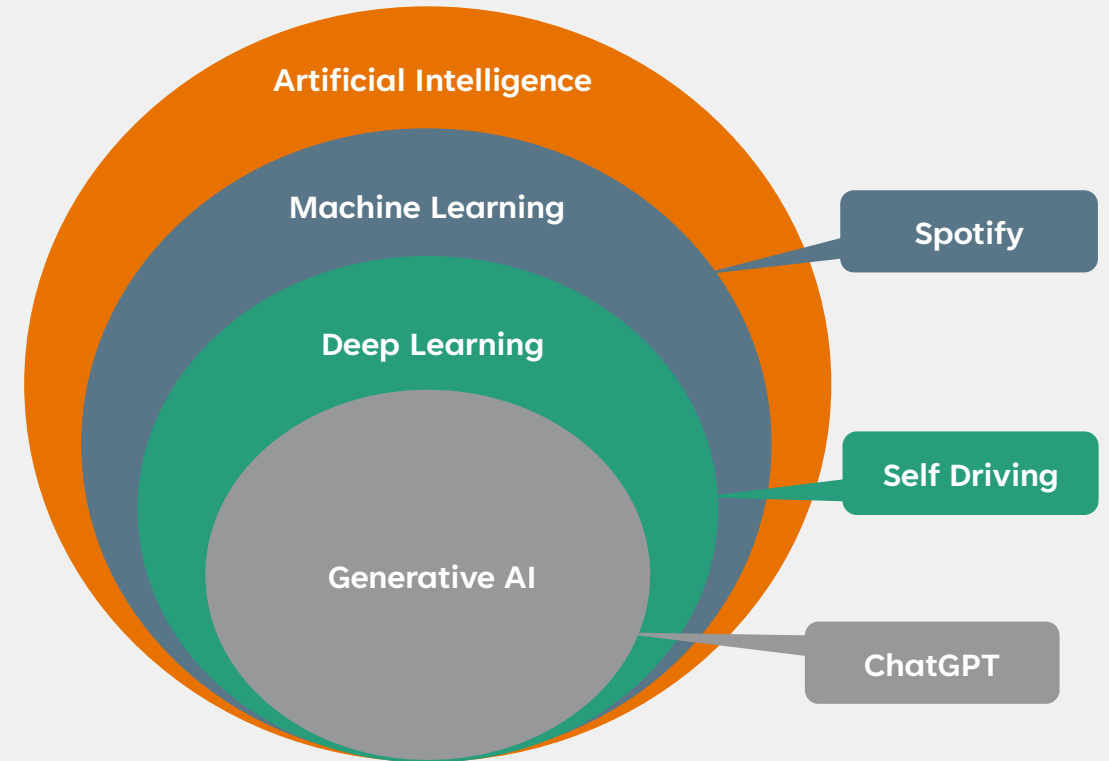 Artificial Intelligence
Machine Learning
Spotify
Deep Learning
Self Driving
Generative AI
ChatGPT